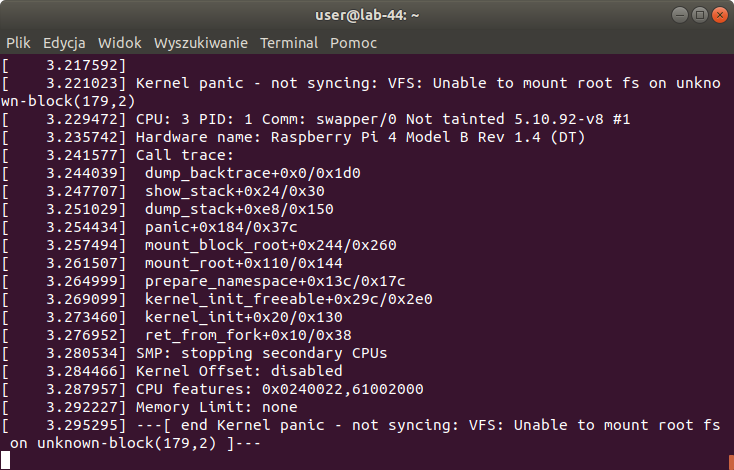 user@lab-44: ~
Plik Edycja Widok Wyszukiwanie Terminal Pomoc
[    3.217592]
[    3.221023] Kernel panic - not syncing: VFS: Unable to mount root fs on unkno
wn-block(179,2)
[    3.229472] CPU: 3 PID: 1 Comm: swapper/0 Not tainted 5.10.92-v8 #1
[    3.235742] Hardware name: Raspberry Pi 4 Model B Rev 1.4 (DT)
[    3.241577] Call trace:
[    3.244039]  dump_backtrace+0x0/0x1d0
[    3.247707]  show_stack+0x24/0x30
[    3.251029]  dump_stack+0xe8/0x150
[    3.254434]  panic+0x184/0x37c
[    3.257494]  mount_block_root+0x244/0x260
[    3.261507]  mount_root+0x110/0x144
[    3.264999]  prepare_namespace+0x13c/0x17c
[    3.269099]  kernel_init_freeable+0x29c/0x2e0
[    3.273460]  kernel_init+0x20/0x130
[    3.276952]  ret_from_fork+0x10/0x38
[    3.280534] SMP: stopping secondary CPUs
[    3.284466] Kernel Offset: disabled
[    3.287957] CPU features: 0x0240022,61002000
[    3.292227] Memory Limit: none
[    3.295295] ---[ end Kernel panic - not syncing: VFS: Unable to mount root fs
 on unknown-block(179,2) ]---